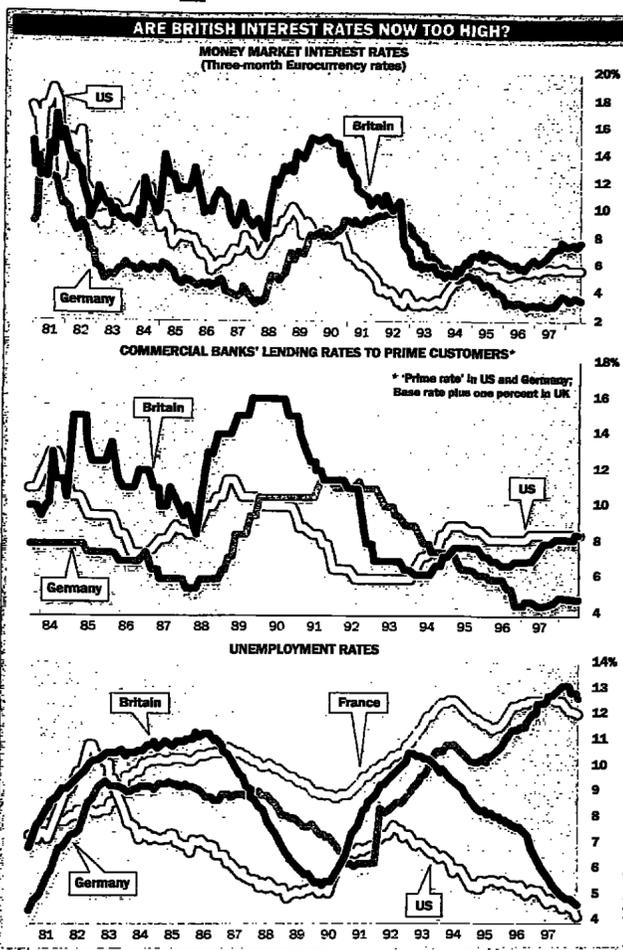 ARE BRITISH INTEREST RATES NOW TOO HIGH?
MONEY MARKET INTEREST RATES
(Three-month Eurocurrency rates)
20%
US
18
Britain
16
14
12
10
8
6
Germany
4
2
81 82 83 84 85 86 87 88 89 90 91 92 93 94 95 96 97
COMMERCIAL BANKS' LENDING RATES TO PRIME CUSTOMERS*
18%
* 'Prime rate' in US and Germany;
Base rate plus one percent in UK
Britain
16
14
12
US
10
8
Germany
6
4
84 85 86 87 88 89 90 91 92 94 95 96 97
UNEMPLOYMENT RATES
14%
Britain
France
13
12
11
10
9
8
7
6
Germany
US
5
4
81 82 83 84 85 86 87 88 89 90 91 92 93 94 95 96 97